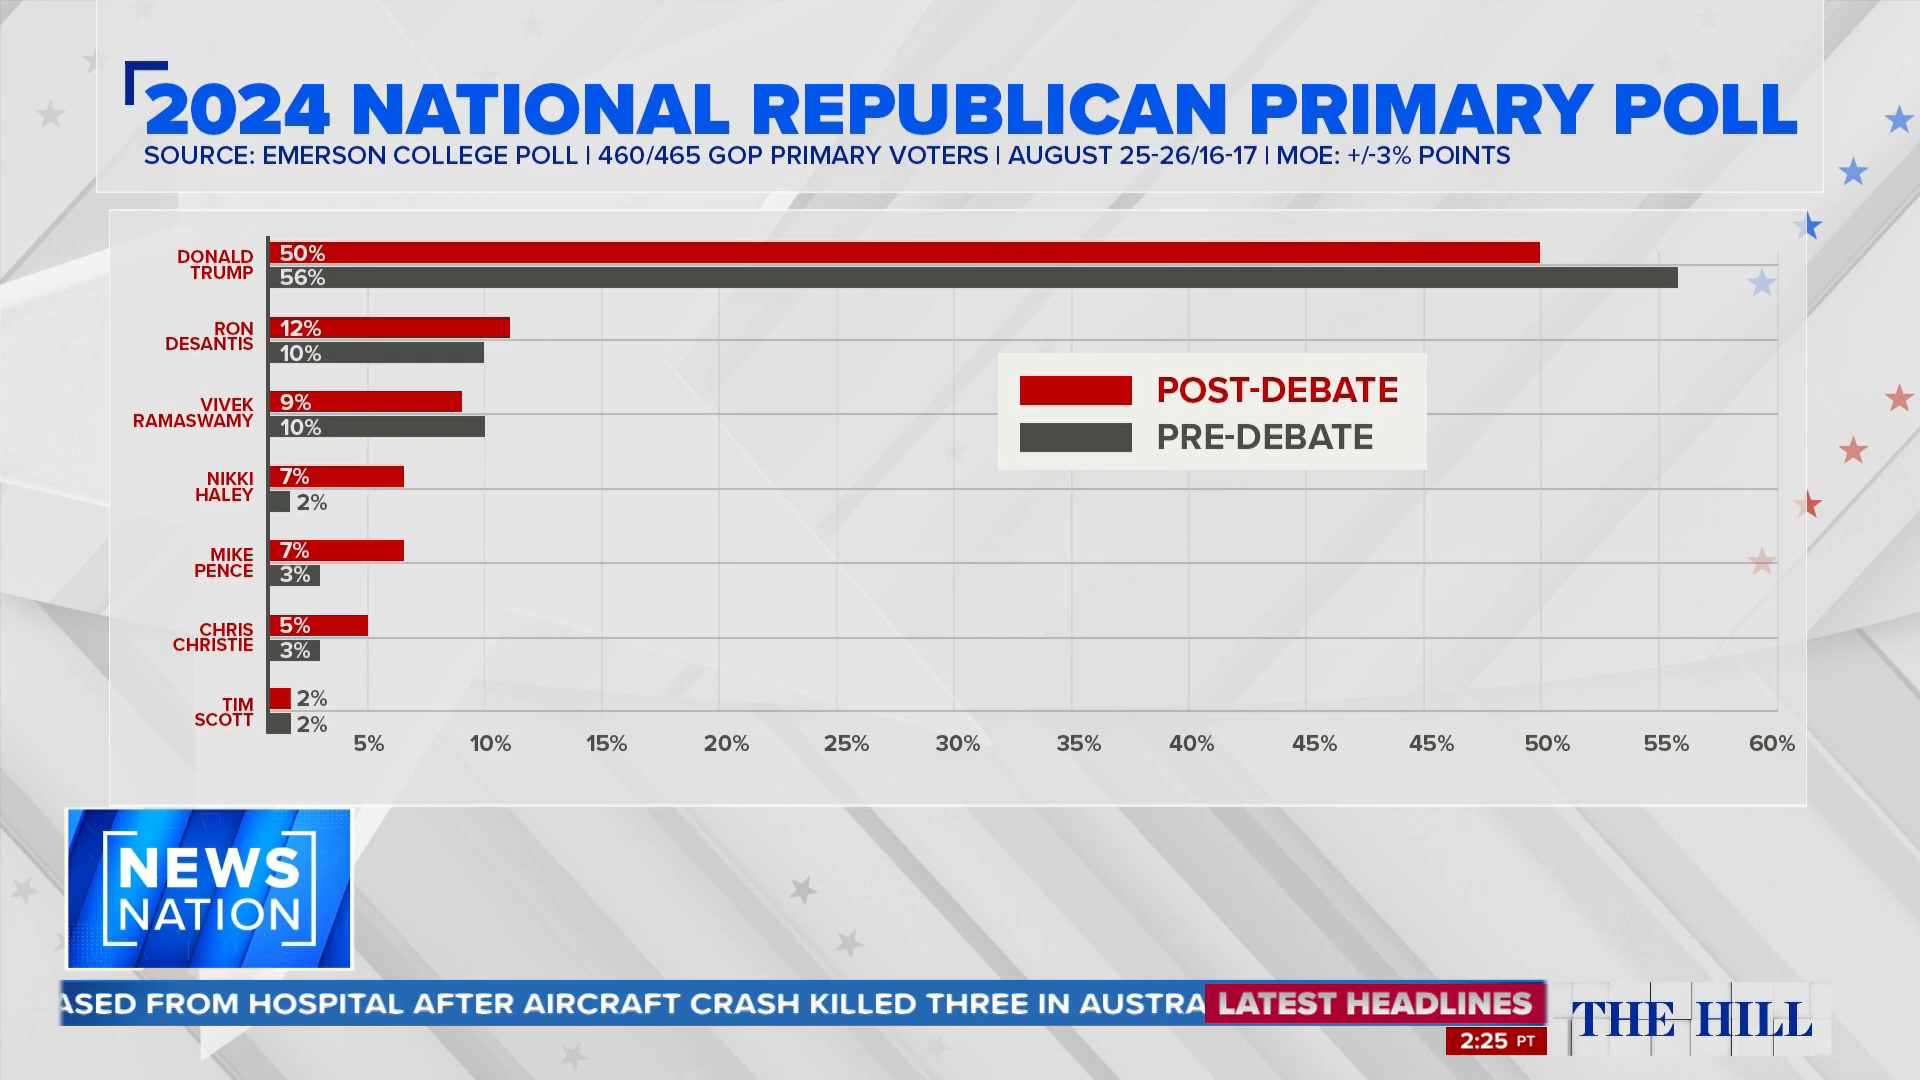 2024 NATIONAL REPUBLICAN PRIMARY POLL
SOURCE: EMERSON COLLEGE POLL | 460/465 GOP PRIMARY VOTERS | AUGUST 25-26/16-17 | MOE: +/-3% POINTS
DONALD
TRUMP
50%
56%
RON
DESANTIS
12%
10%
VIVEK
RAMASWAMY
9%
10%
NIKKI
HALEY
7%
2%
MIKE
PENCE
7%
3%
CHRIS
CHRISTIE
5%
3%
TIM
SCOTT
2%
2%
POST-DEBATE
PRE-DEBATE
5% 10% 15% 20% 25% 30% 35% 40% 45% 45% 50% 55% 60%
NEWS
NATION
ASED FROM HOSPITAL AFTER AIRCRAFT CRASH KILLED THREE IN AUSTRA
LATEST HEADLINES
2:25 PT
THE HILL